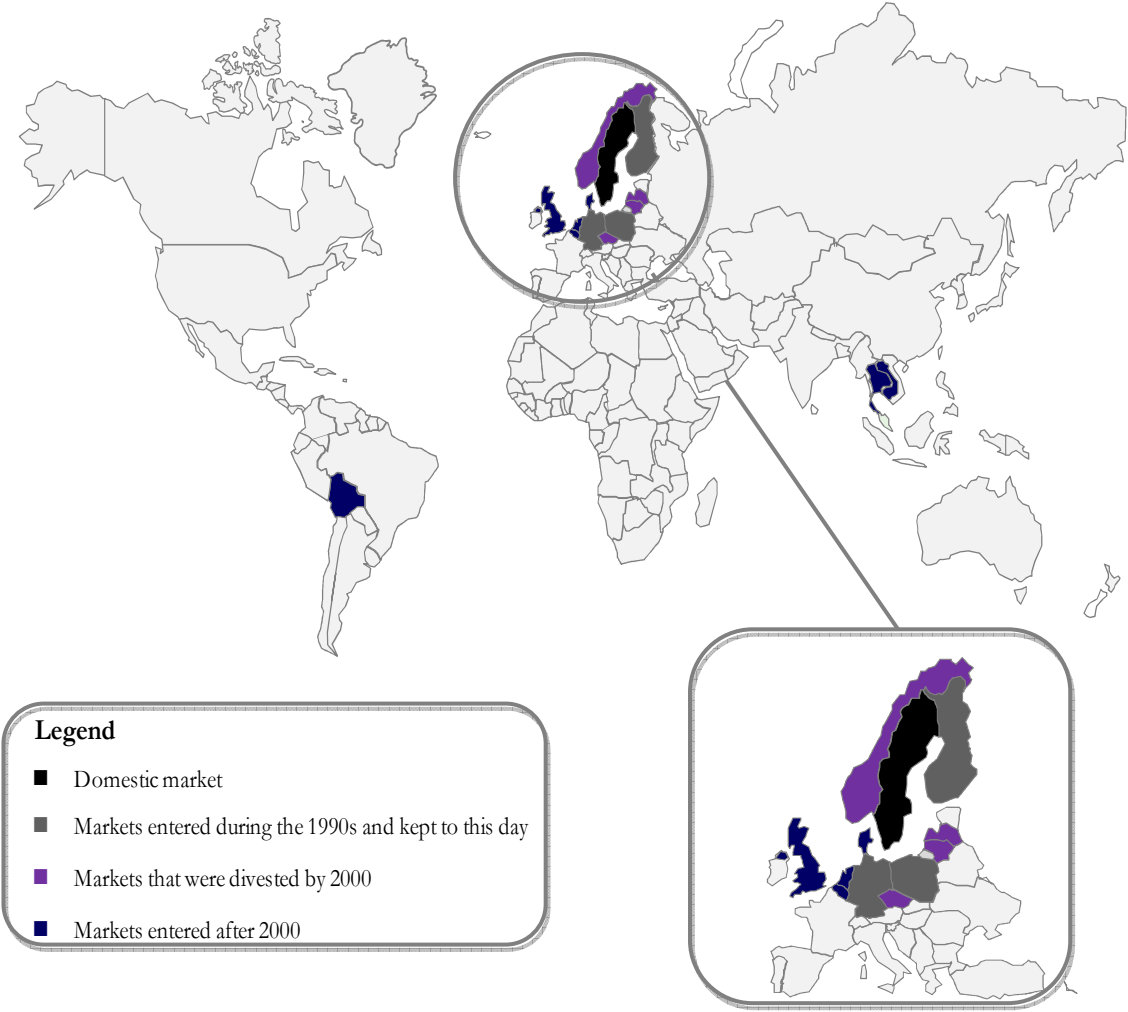 Legend
Domestic market
Markets entered during the 1990s and kept to this day
Markets that were divested by 2000
Markets entered after 2000